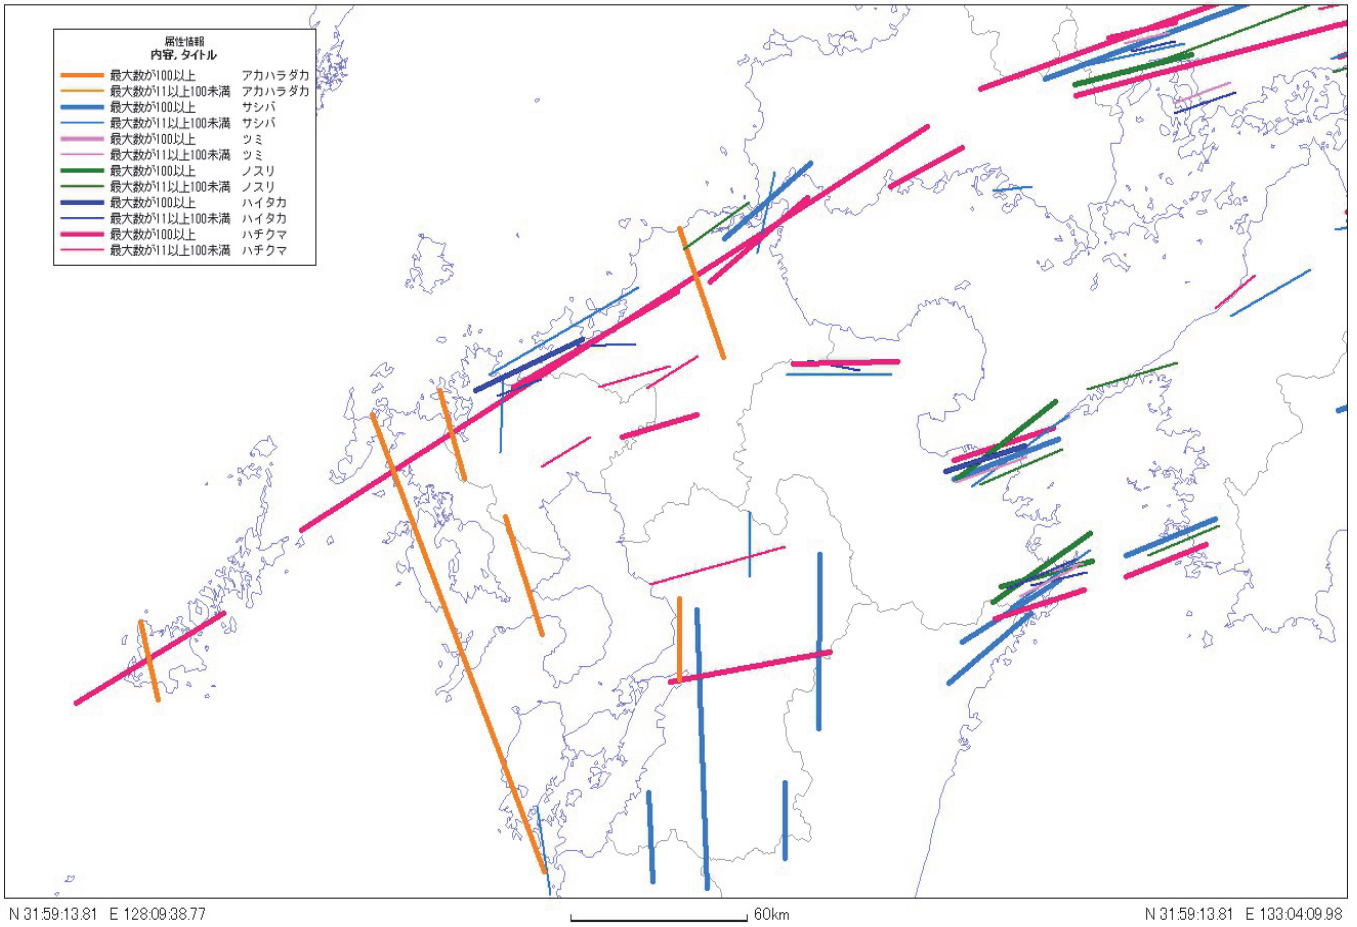 属性情報
内容, タイトル
最大数が100以上 アカハラダカ
最大数が11以上100未満 アカハラダカ
最大数が100以上 サシバ
最大数が11以上100未満 サシバ
最大数が100以上 ツミ
最大数が11以上100未満 ツミ
最大数が100以上 ノスリ
最大数が11以上100未満 ノスリ
最大数が100以上 ハイタカ
最大数が11以上100未満 ハイタカ
最大数が100以上 ハチクマ
最大数が11以上100未満 ハチクマ
N 31:59:13.81 E 128:09:38.77
60km
N 31:59:13.81 E 133:04:09.98